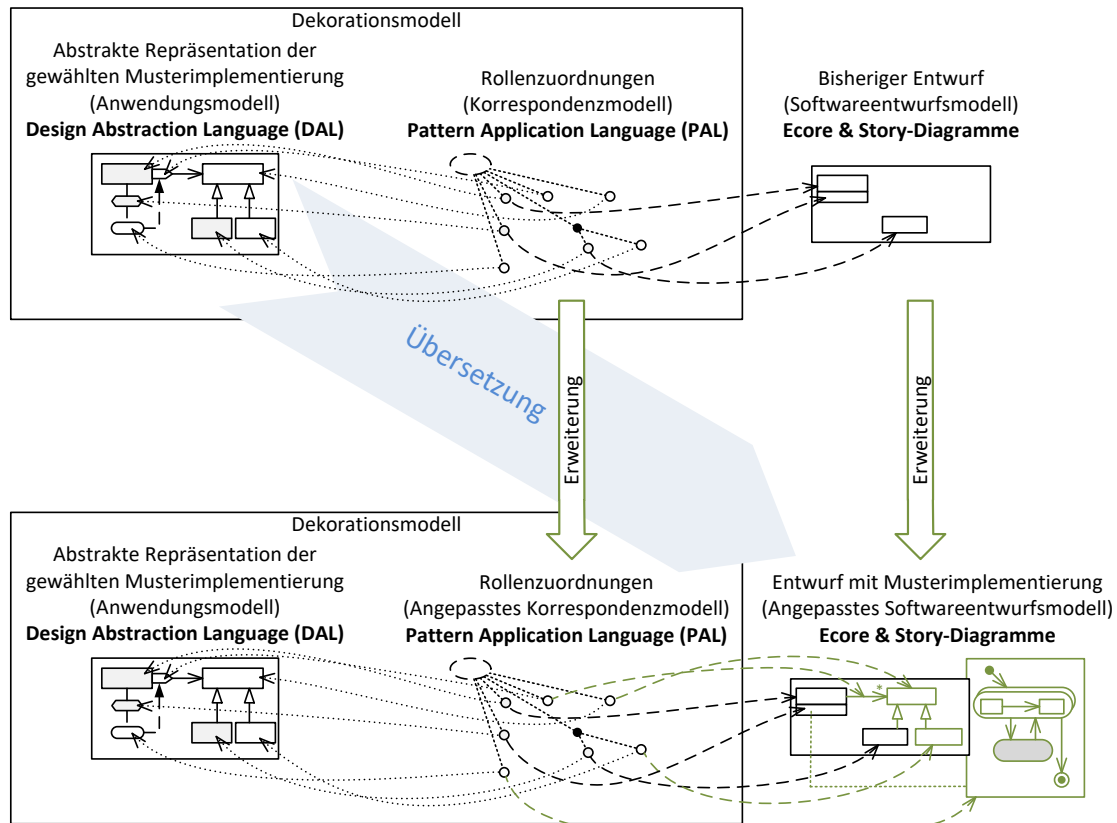 Dekorationsmodell
Abstrakte Repräsentation der
gewählten Musterimplementierung
(Anwendungsmodell)
Design Abstraction Language (DAL)
Rollenzuordnungen
(Korrespondenzmodell)
Pattern Application Language (PAL)
Bisheriger Entwurf
(Softwareentwurfsmodell)
Ecore & Story-Diagramme
Übersetzung
Erweiterung
Erweiterung
Dekorationsmodell
Abstrakte Repräsentation der
gewählten Musterimplementierung
(Anwendungsmodell)
Design Abstraction Language (DAL)
Rollenzuordnungen
(Angepasstes Korrespondenzmodell)
Pattern Application Language (PAL)
Entwurf mit Musterimplementierung
(Angepasstes Softwareentwurfsmodell)
Ecore & Story-Diagramme
*